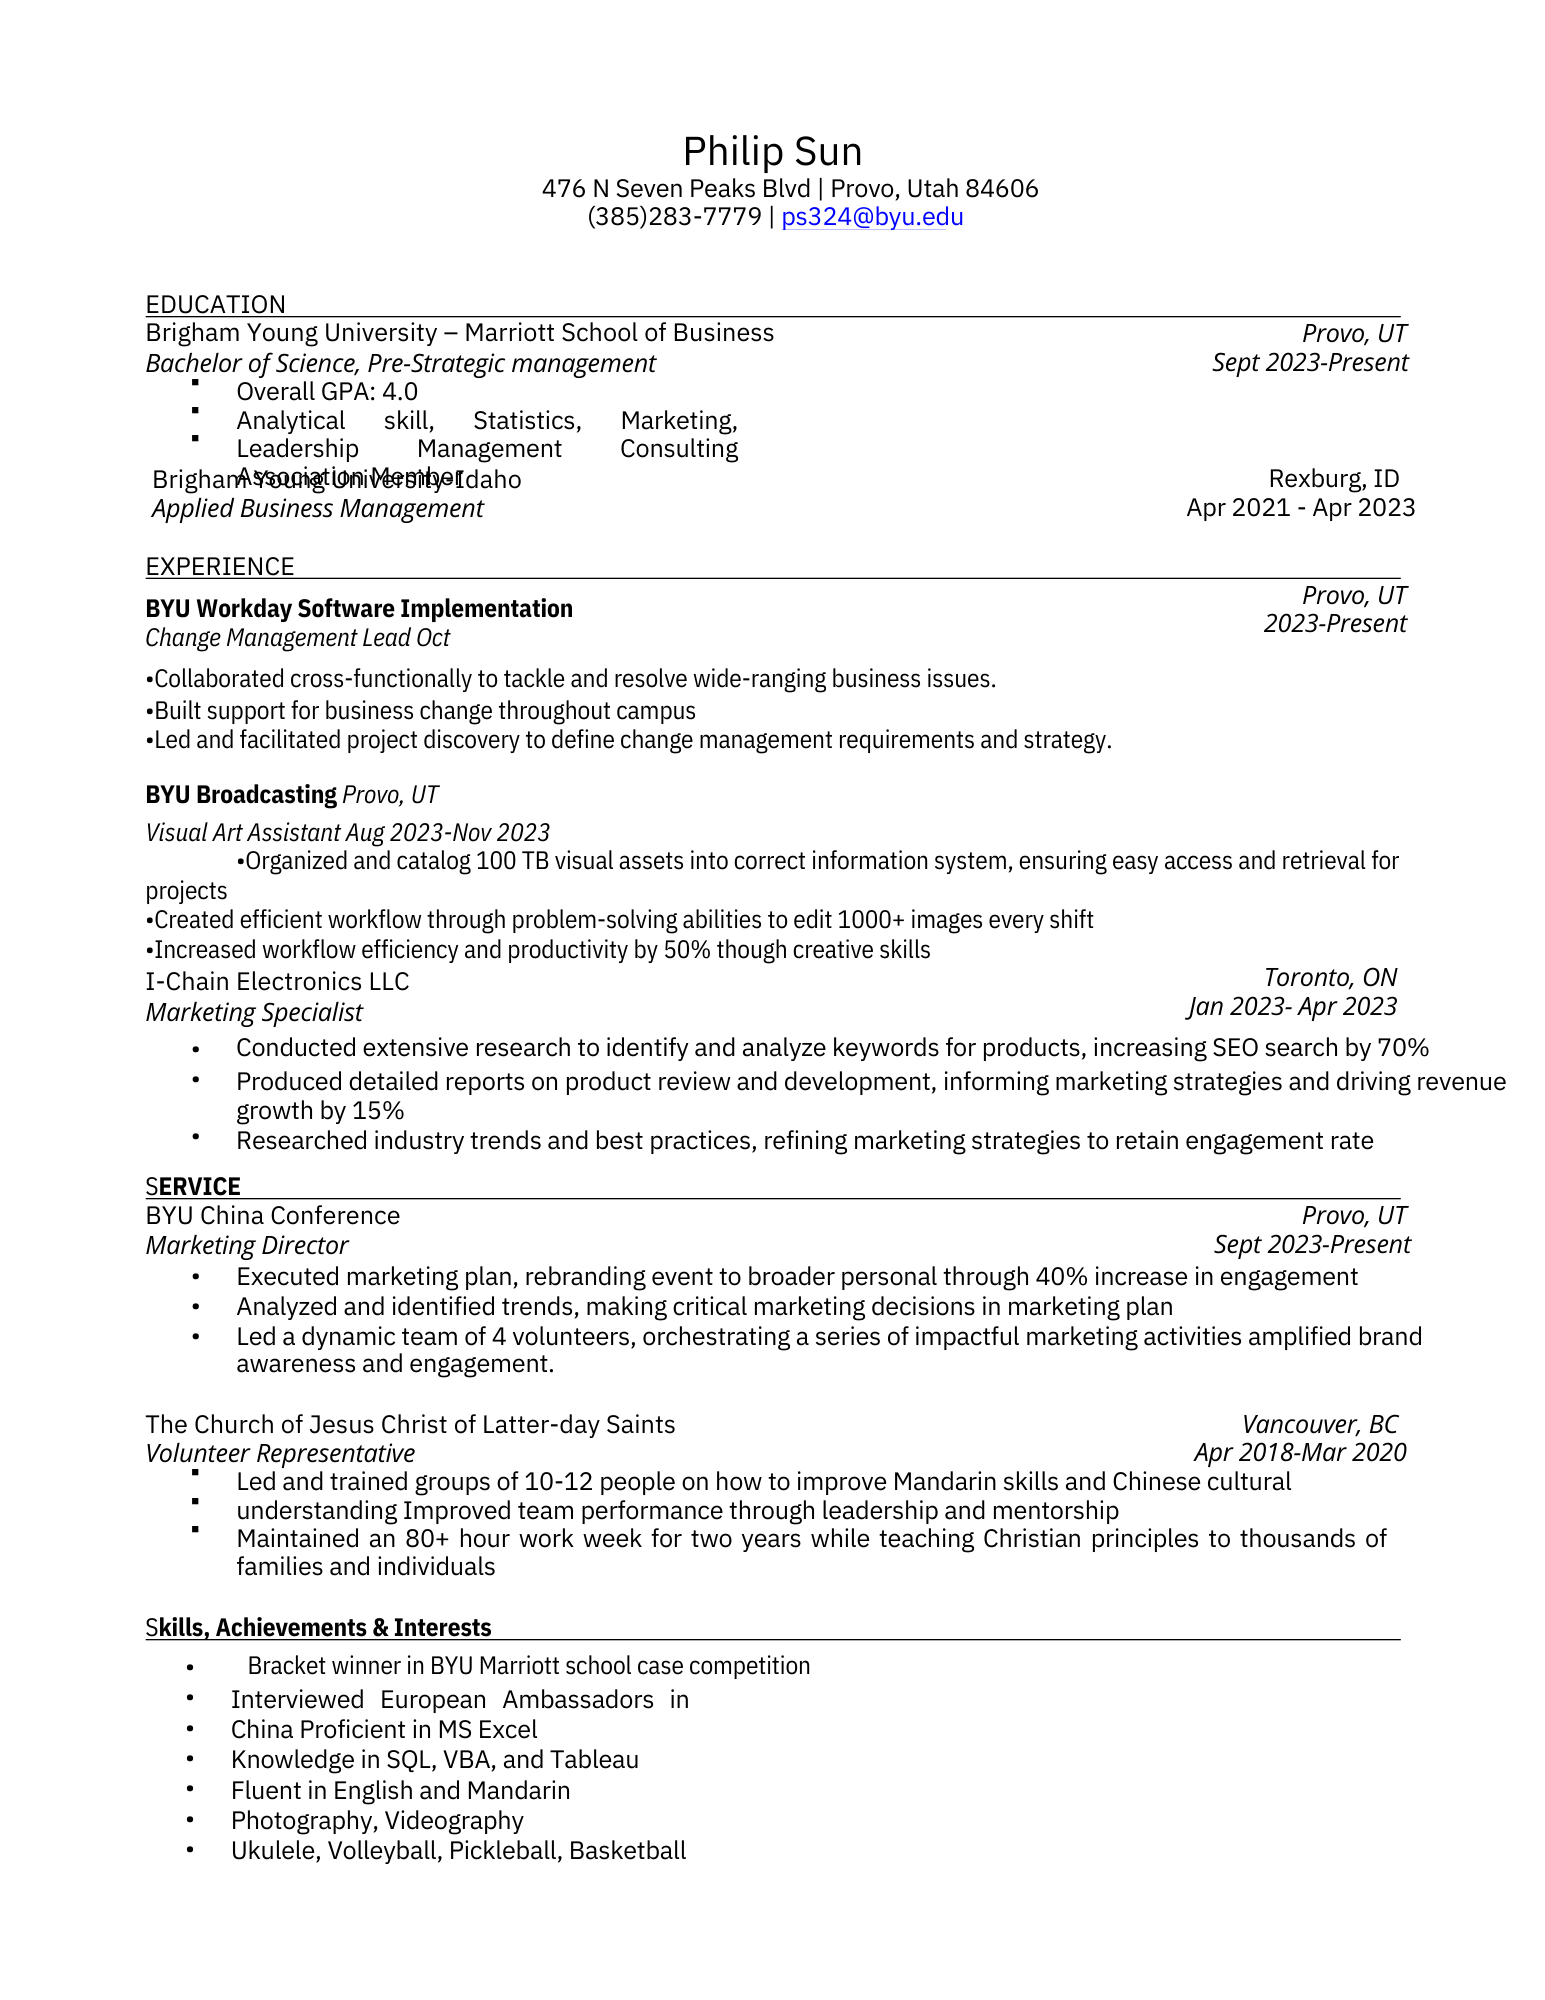 Philip Sun
476 N Seven Peaks Blvd | Provo, Utah 84606
(385)283-7779 | ps324@byu.edu
EDUCATION
Brigham Young University – Marriott School of Business
Provo, UT
Bachelor of Science, Pre-Strategic management
Sept 2023-Present
▪ Overall GPA: 4.0
▪ Analytical skill, Statistics, Marketing,
▪ Leadership Management Consulting
Association Member
Brigham Young University-Idaho
Rexburg, ID
Applied Business Management
Apr 2021 - Apr 2023
EXPERIENCE
BYU Workday Software Implementation
Provo, UT
Change Management Lead Oct
2023-Present
•Collaborated cross-functionally to tackle and resolve wide-ranging business issues.
•Built support for business change throughout campus
•Led and facilitated project discovery to define change management requirements and strategy.
BYU Broadcasting Provo, UT
Visual Art Assistant Aug 2023-Nov 2023
•Organized and catalog 100 TB visual assets into correct information system, ensuring easy access and retrieval for
projects
•Created efficient workflow through problem-solving abilities to edit 1000+ images every shift
•Increased workflow efficiency and productivity by 50% though creative skills
I-Chain Electronics LLC
Toronto, ON
Marketing Specialist
Jan 2023- Apr 2023
• Conducted extensive research to identify and analyze keywords for products, increasing SEO search by 70%
• Produced detailed reports on product review and development, informing marketing strategies and driving revenue
growth by 15%
• Researched industry trends and best practices, refining marketing strategies to retain engagement rate
SERVICE
BYU China Conference
Provo, UT
Marketing Director
Sept 2023-Present
• Executed marketing plan, rebranding event to broader personal through 40% increase in engagement
• Analyzed and identified trends, making critical marketing decisions in marketing plan
• Led a dynamic team of 4 volunteers, orchestrating a series of impactful marketing activities amplified brand
awareness and engagement.
The Church of Jesus Christ of Latter-day Saints
Vancouver, BC
Volunteer Representative
Apr 2018-Mar 2020
▪ Led and trained groups of 10-12 people on how to improve Mandarin skills and Chinese cultural
▪ understanding Improved team performance through leadership and mentorship
▪ Maintained an 80+ hour work week for two years while teaching Christian principles to thousands of
families and individuals
Skills, Achievements & Interests
• Bracket winner in BYU Marriott school case competition
• Interviewed European Ambassadors in
• China Proficient in MS Excel
• Knowledge in SQL, VBA, and Tableau
• Fluent in English and Mandarin
• Photography, Videography
• Ukulele, Volleyball, Pickleball, Basketball